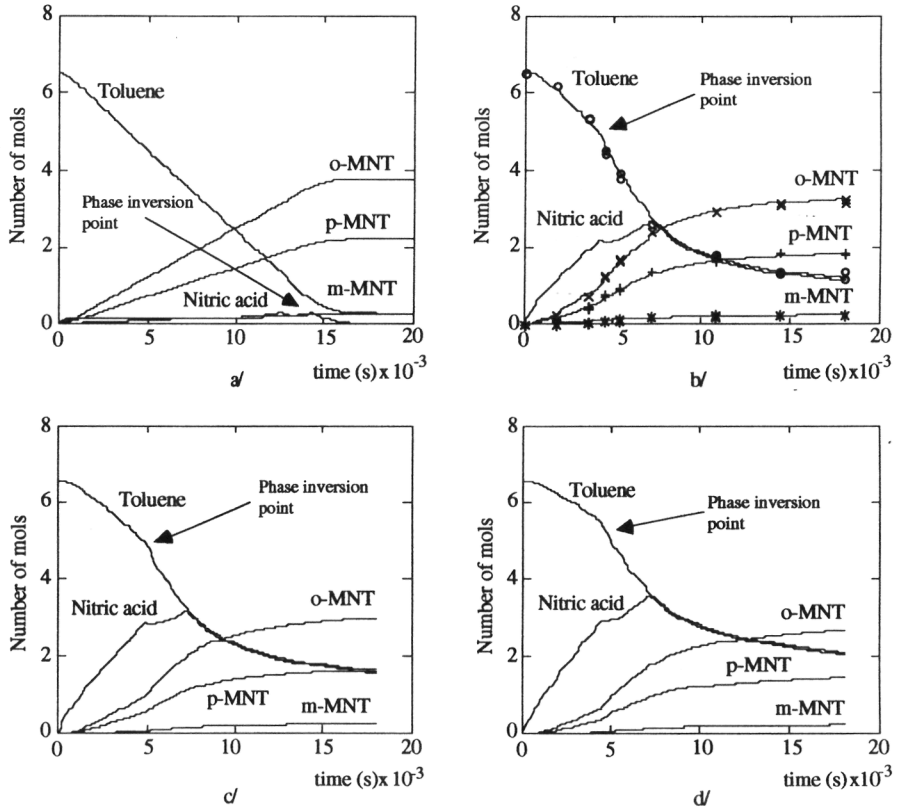 8
6
4
2
0
Number of mols
Toluene
o-MNT
Phase inversion
point
p-MNT
m-MNT
Nitric acid
0 5 10 15 20
time (s) x 10-3
a/
8
6
4
2
0
Number of mols
Toluene
Phase inversion
point
o-MNT
Nitric acid
p-MNT
m-MNT
0 5 10 15 20
time (s) x10-3
b/
8
6
4
2
0
Number of mols
Toluene
Phase inversion
point
Nitric acid
o-MNT
p-MNT
m-MNT
0 5 10 15 20
time (s) x 10-3
c/
8
6
4
2
0
Number of mols
Toluene
Phase inversion
point
Nitric acid
o-MNT
p-MNT
m-MNT
0 5 10 15 20
time (s) x 10-3
d/